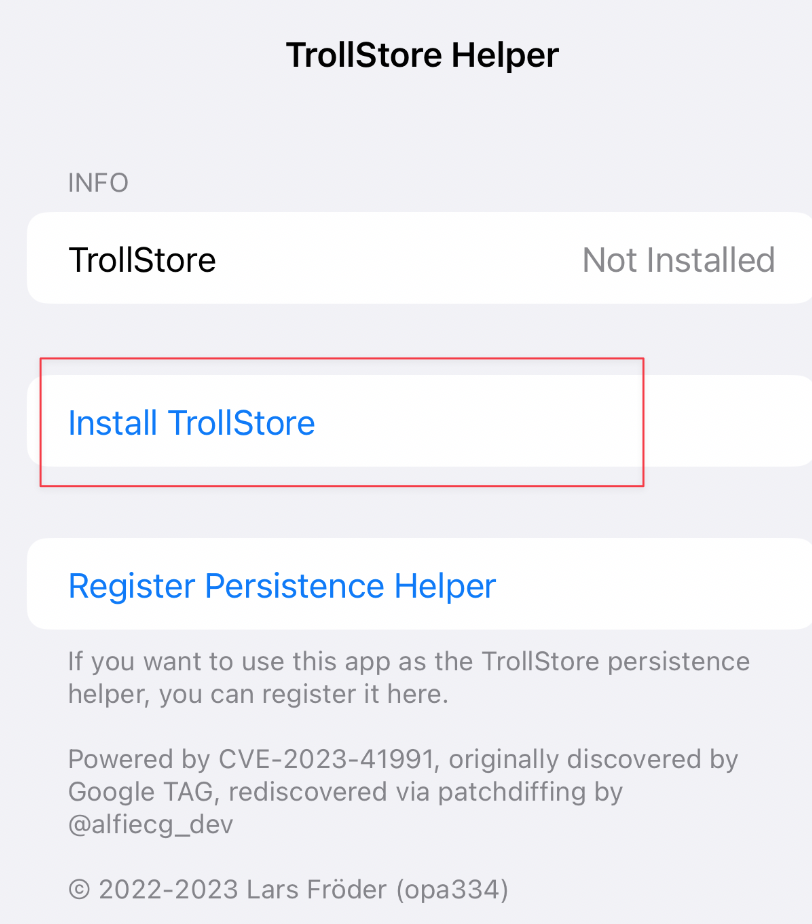 TrollStore Helper
INFO
TrollStore
Not Installed
Install TrollStore
Register Persistence Helper
If you want to use this app as the TrollStore persistence
helper, you can register it here.
Powered by CVE-2023-41991, originally discovered by
Google TAG, rediscovered via patchdiffing by
@alfiecg_dev
© 2022-2023 Lars Fröder (opa334)